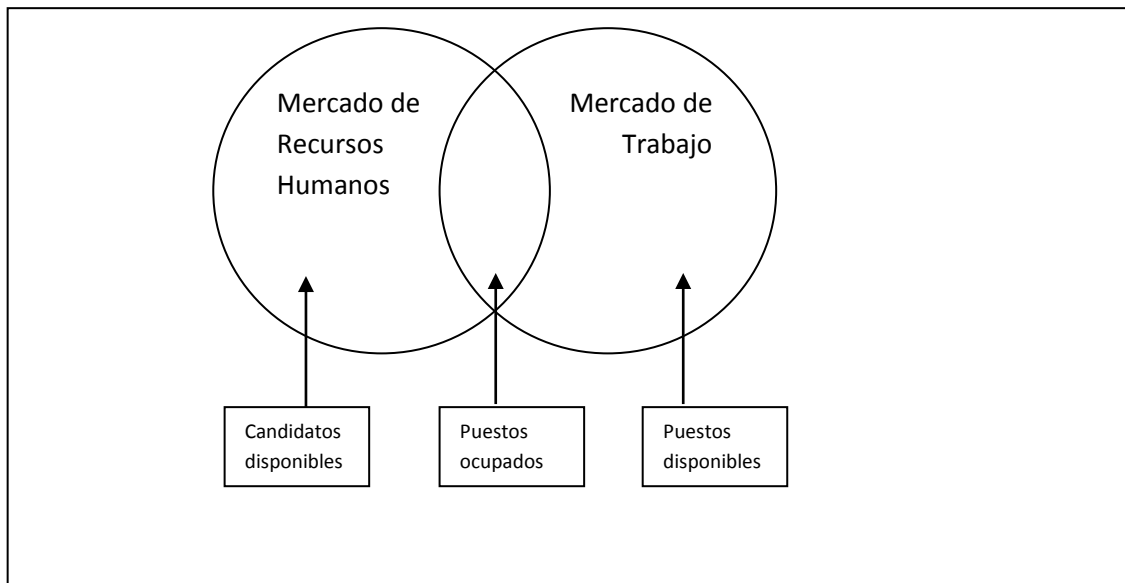 Mercado de
Recursos
Humanos
Mercado de
Trabajo
Candidatos
disponibles
Puestos
ocupados
Puestos
disponibles